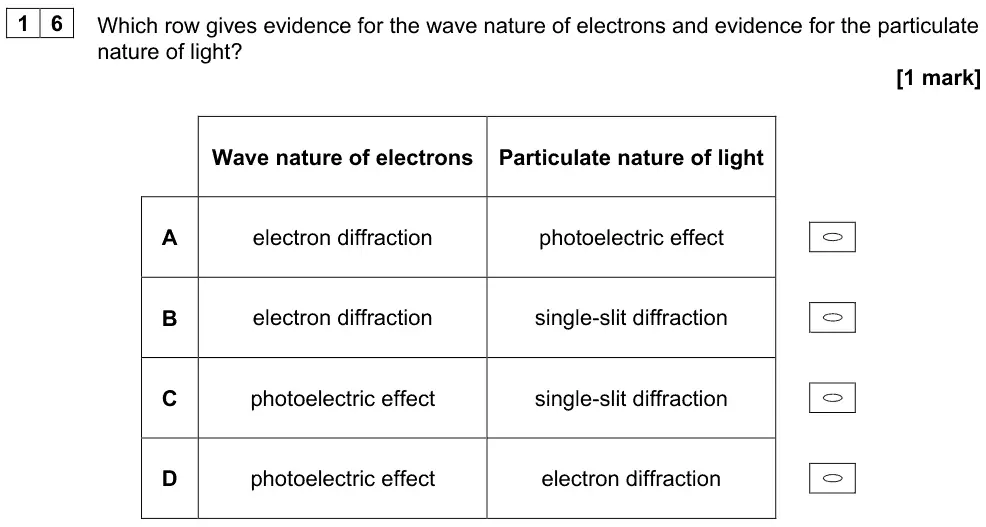 1 6 Which row gives evidence for the wave nature of electrons and evidence for the particulate
nature of light?
[1 mark]
Wave nature of electrons Particulate nature of light
A electron diffraction photoelectric effect
B electron diffraction single-slit diffraction
C photoelectric effect single-slit diffraction
D photoelectric effect electron diffraction